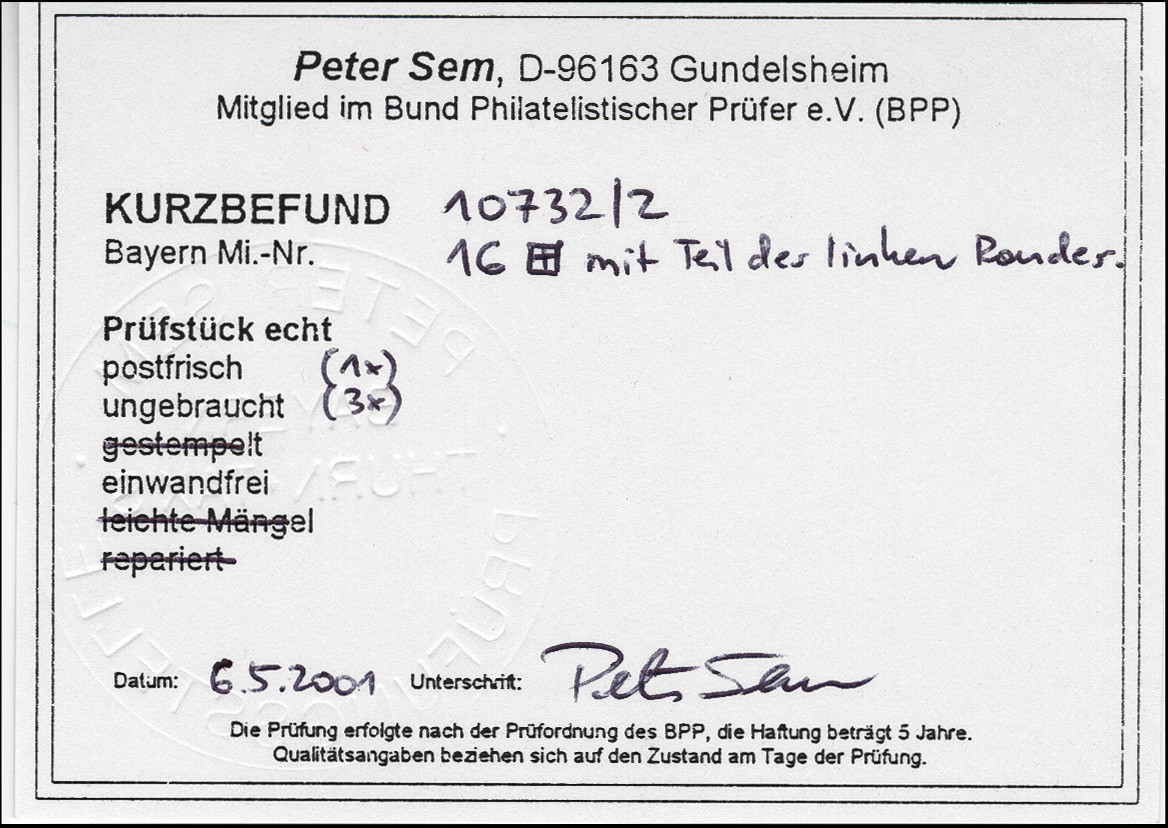 Peter Sem, D-96163 Gundelsheim
Mitglied im Bund Philatelistischer Prüfer e.V. (BPP)
KURZBEFUND 10732/2
Bayern Mi.-Nr. 16 ⊞ mit Teil des linken Randes.
Prüfstück echt
postfrisch (1x)
ungebraucht (3x)
gestempelt
einwandfrei
leichte Mängel
repariert
Datum: 6.5.2001 Unterschrift: Peter Sem
Die Prüfung erfolgte nach der Prüfordnung des BPP, die Haftung beträgt 5 Jahre.
Qualitätsangaben beziehen sich auf den Zustand am Tage der Prüfung.